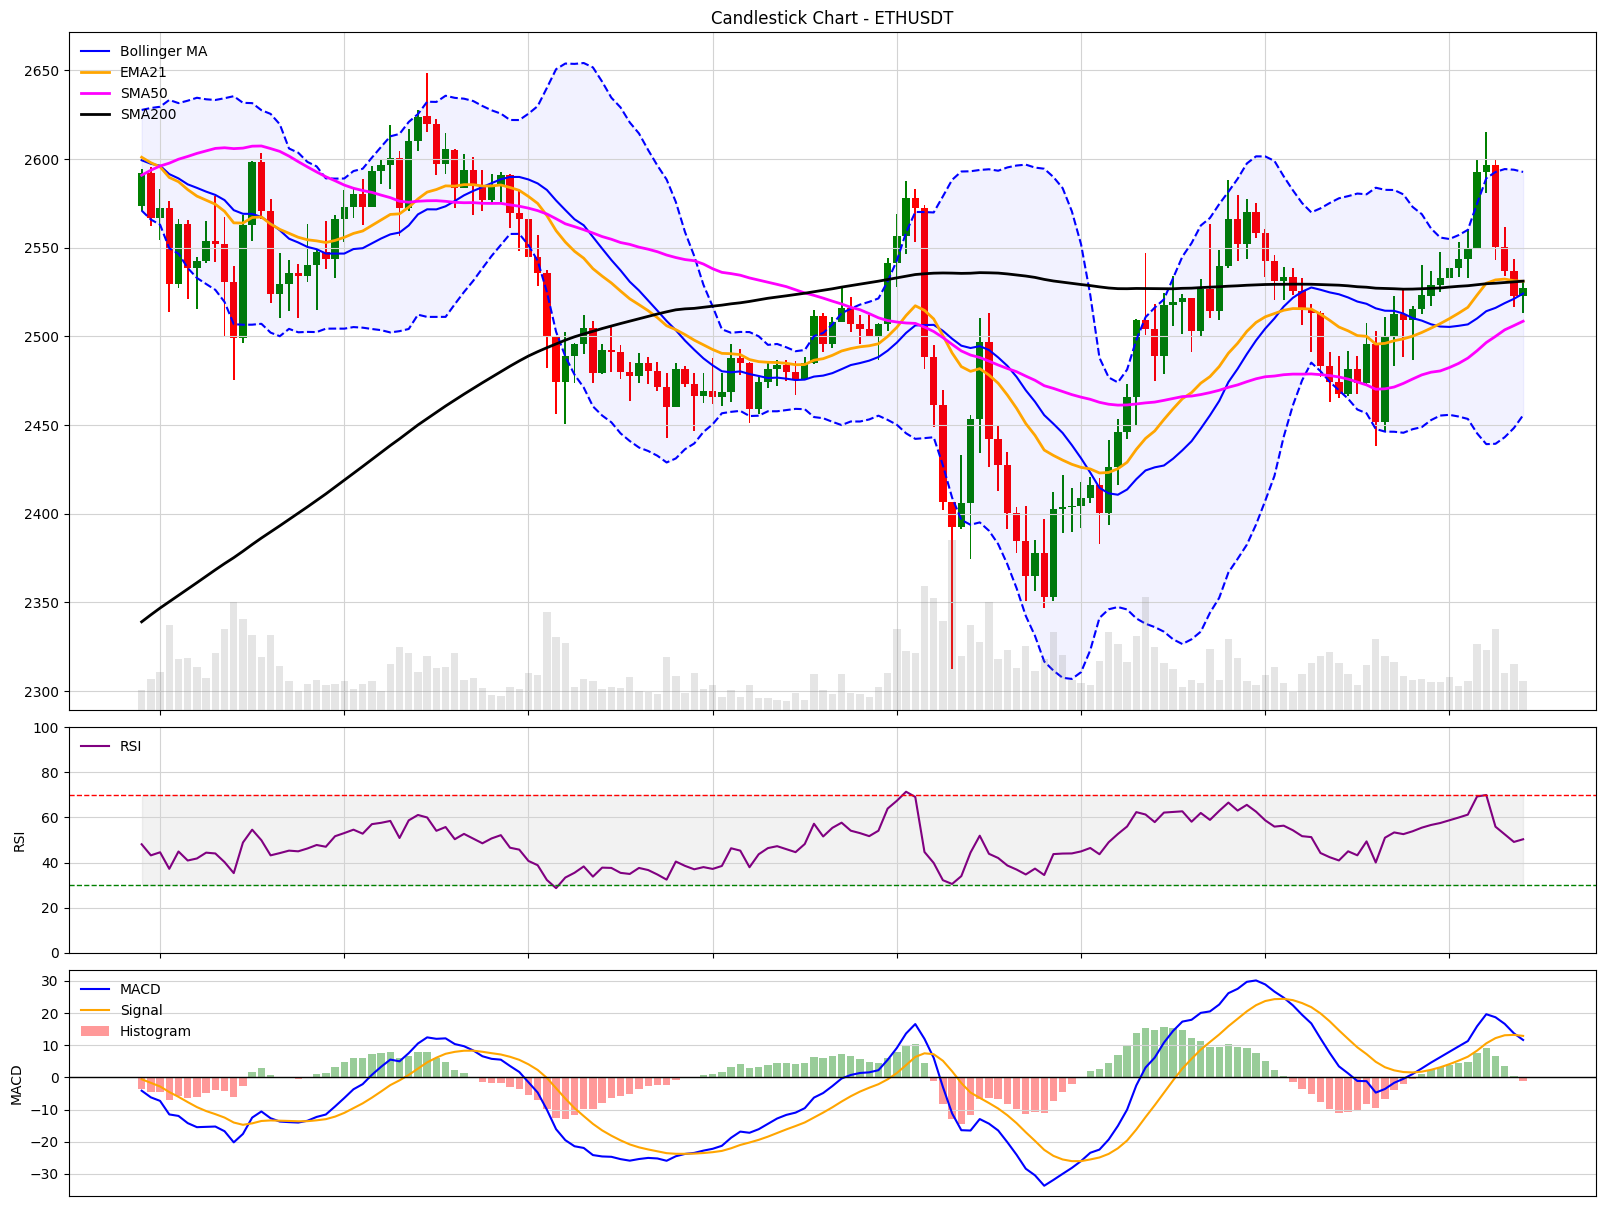 Candlestick Chart - ETHUSDT
Bollinger MA
EMA21
SMA50
SMA200
2650
2600
2550
2500
2450
2400
2350
2300
RSI
100
80
60
40
20
0
RSI
MACD
Signal
Histogram
30
20
10
0
−10
−20
−30
MACD